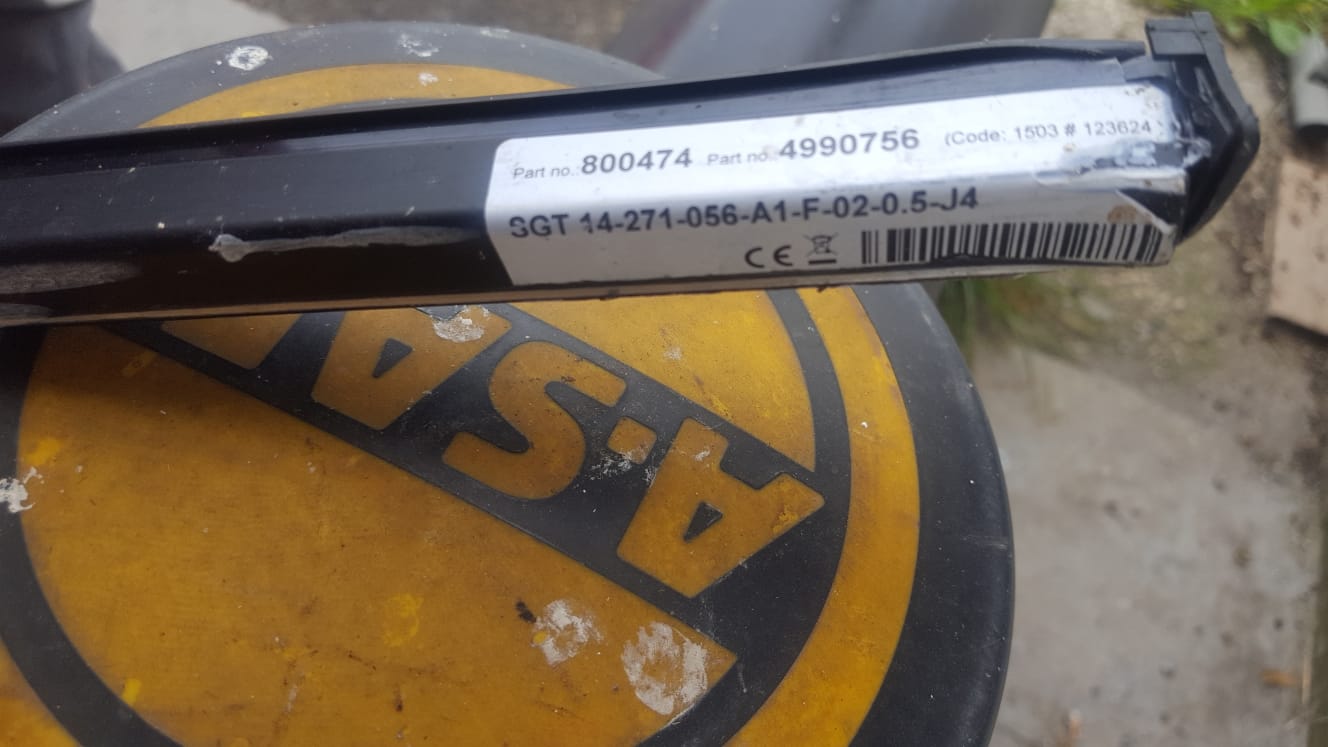 Part no.: 800474 Part no.: 4990756 (Code: 1503 # 123624
SGT 14-271-056-A1-F-02-0.5-J4
CE
A.SA